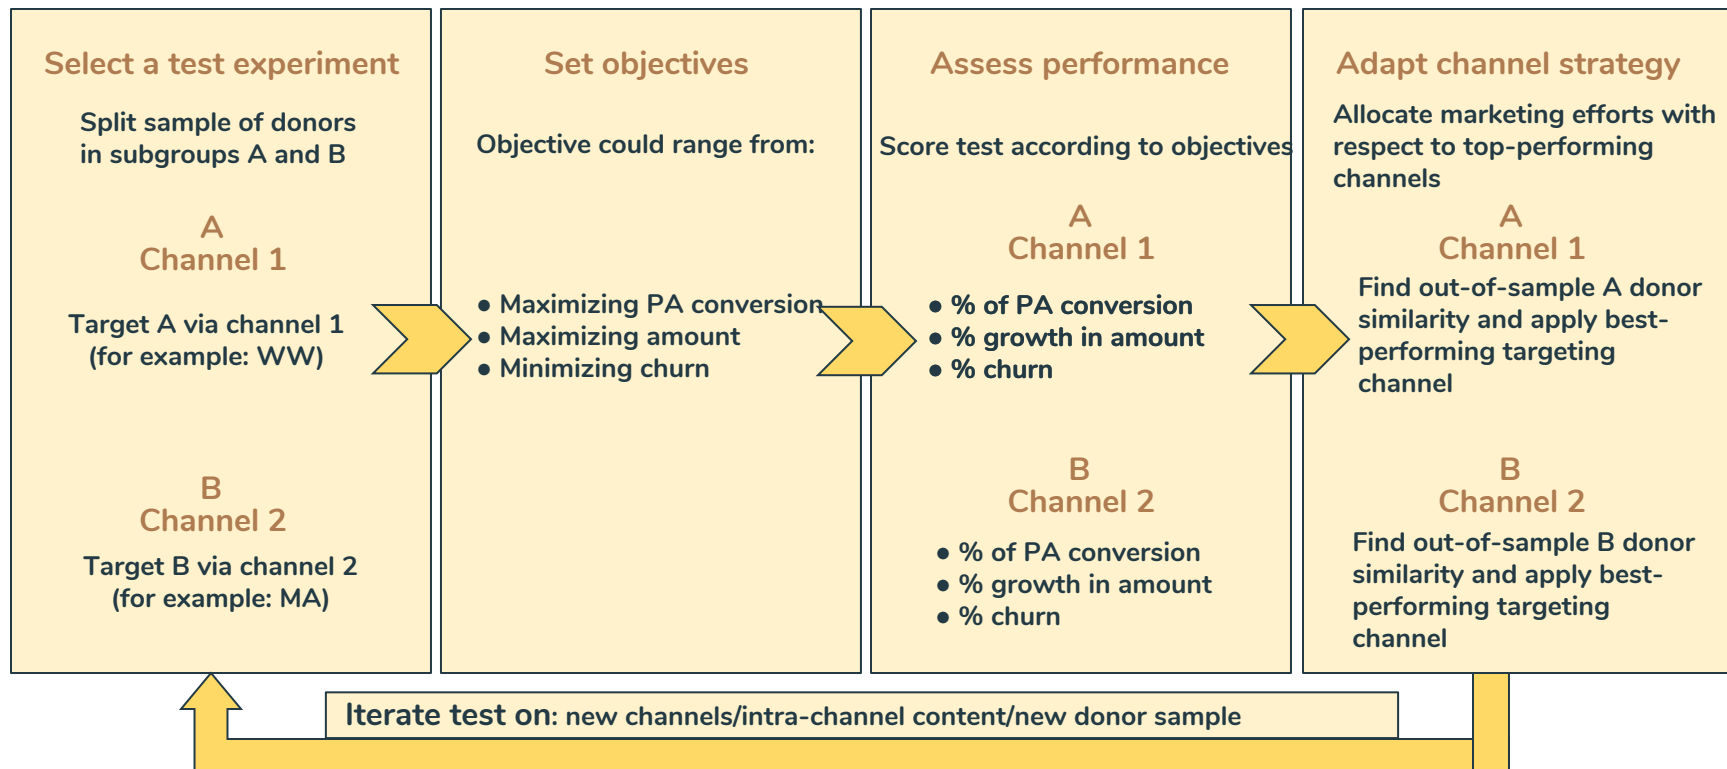 Select a test experiment
Split sample of donors
in subgroups A and B
A
Channel 1
Target A via channel 1
(for example: WW)
B
Channel 2
Target B via channel 2
(for example: MA)
Set objectives
Objective could range from:
● Maximizing PA conversion
● Maximizing amount
● Minimizing churn
Assess performance
Score test according to objectives
A
Channel 1
● % of PA conversion
● % growth in amount
● % churn
B
Channel 2
● % of PA conversion
● % growth in amount
● % churn
Adapt channel strategy
Allocate marketing efforts with
respect to top-performing
channels
A
Channel 1
Find out-of-sample A donor
similarity and apply best-
performing targeting
channel
B
Channel 2
Find out-of-sample B donor
similarity and apply best-
performing targeting
channel
Iterate test on: new channels/intra-channel content/new donor sample